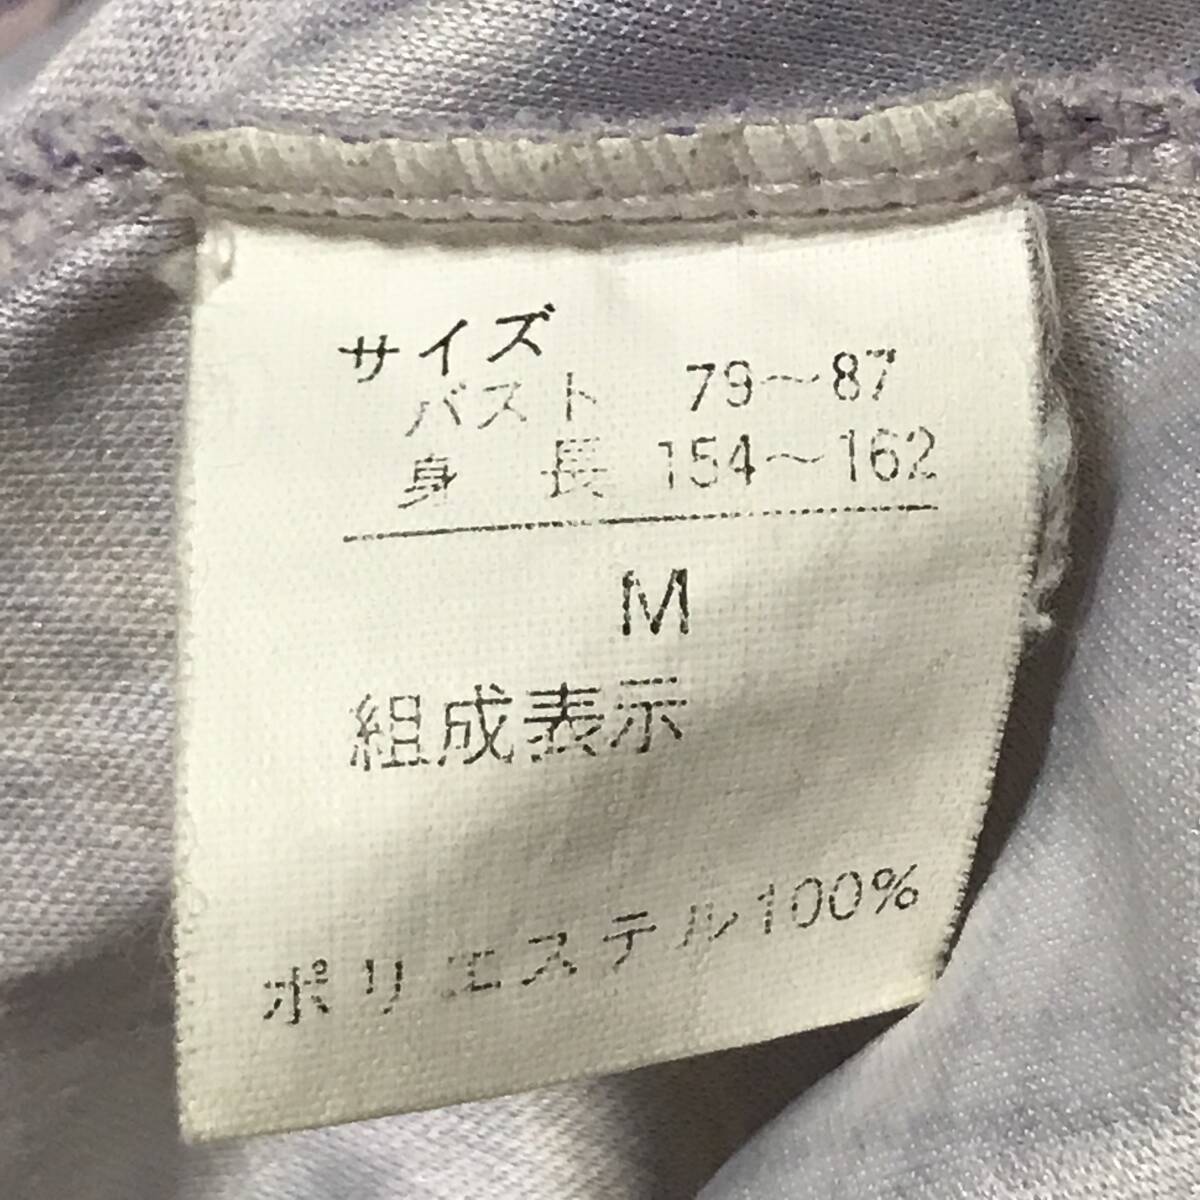 サイズ
バスト 79～87
身長 154～162
M
組成表示
ポリエステル100%